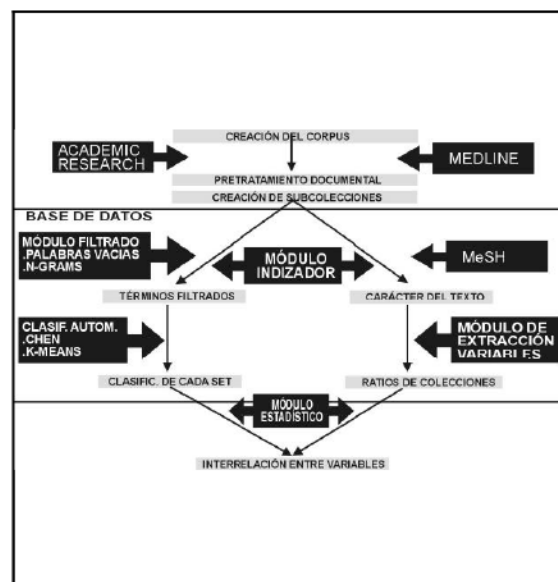 CREACIÓN DEL CORPUS
ACADEMIC
RESEARCH
MEDLINE
PRETRATAMIENTO DOCUMENTAL
CREACIÓN DE SUBCOLECCIONES
BASE DE DATOS
MÓDULO FILTRADO
.PALABRAS VACIAS
.N-GRAMS
MÓDULO
INDIZADOR
MeSH
TÉRMINOS FILTRADOS
CARÁCTER DEL TEXTO
CLASIF. AUTOM.
.CHEN
.K-MEANS
MÓDULO DE
EXTRACCIÓN
VARIABLES
CLASIFIC. DE CADA SET
RATIOS DE COLECCIONES
MÓDULO
ESTADÍSTICO
INTERRELACIÓN ENTRE VARIABLES